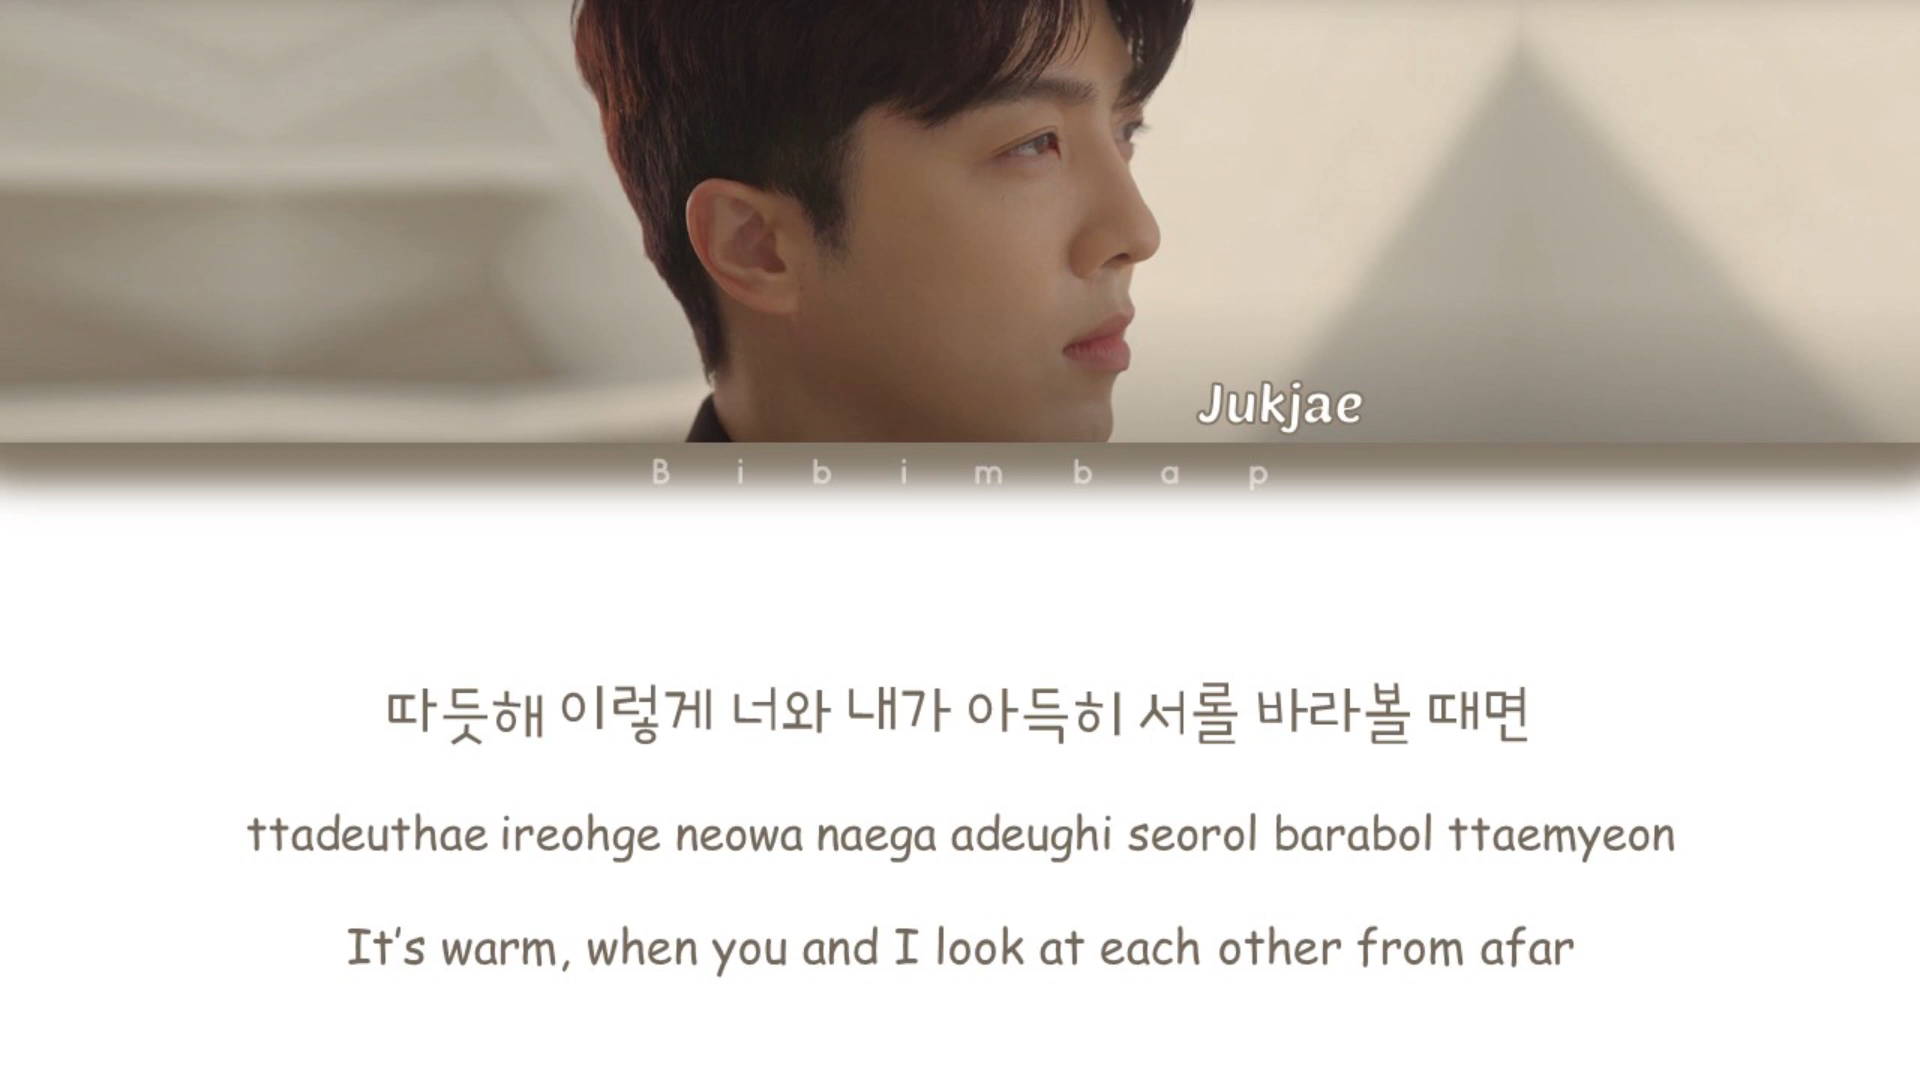 Jukjae
Bibimbap
따듯해 이렇게 너와 내가 아득히 서롤 바라볼 때면
ttadeuthae ireohge neowa naega adeughi seorol barabol ttaemyeon
It's warm, when you and I look at each other from afar